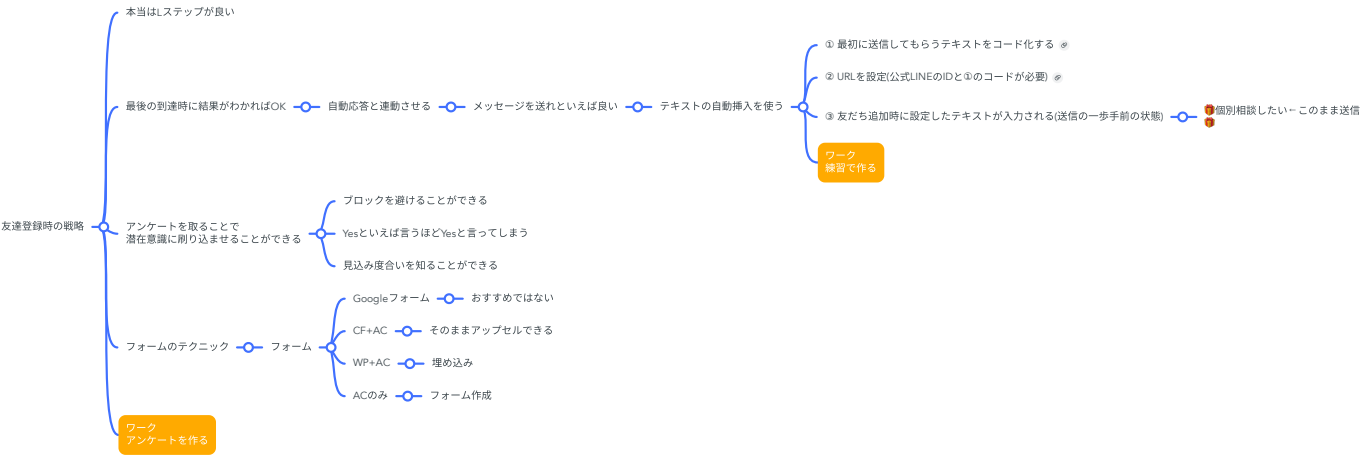 友達登録時の戦略
本当はLステップが良い
最後の到達時に結果がわかればOK
自動応答と連動させる
メッセージを送れといえば良い
テキストの自動挿入を使う
① 最初に送信してもらうテキストをコード化する
② URLを設定(公式LINEのIDと①のコードが必要)
③ 友だち追加時に設定したテキストが入力される(送信の一歩手前の状態)
🎁個別相談したい←このまま送信
🎁
ワーク
練習で作る
アンケートを取ることで
潜在意識に刷り込ませることができる
ブロックを避けることができる
Yesといえば言うほどYesと言ってしまう
見込み度合いを知ることができる
フォームのテクニック
フォーム
Googleフォーム
おすすめではない
CF+AC
そのままアップセルできる
WP+AC
埋め込み
ACのみ
フォーム作成
ワーク
アンケートを作る